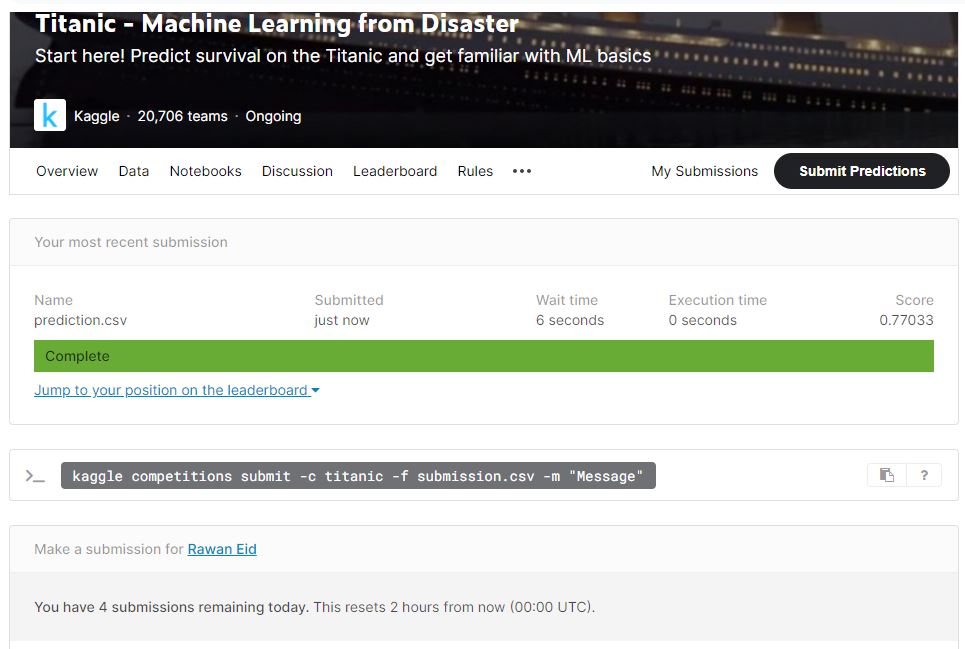 Titanic - Machine Learning from Disaster
Start here! Predict survival on the Titanic and get familiar with ML basics
k Kaggle · 20,706 teams · Ongoing
Overview Data Notebooks Discussion Leaderboard Rules ••• My Submissions Submit Predictions
Your most recent submission
Name Submitted Wait time Execution time Score
prediction.csv just now 6 seconds 0 seconds 0.77033
Complete
Jump to your position on the leaderboard
>_ kaggle competitions submit -c titanic -f submission.csv -m "Message" ?
Make a submission for Rawan Eid
You have 4 submissions remaining today. This resets 2 hours from now (00:00 UTC).